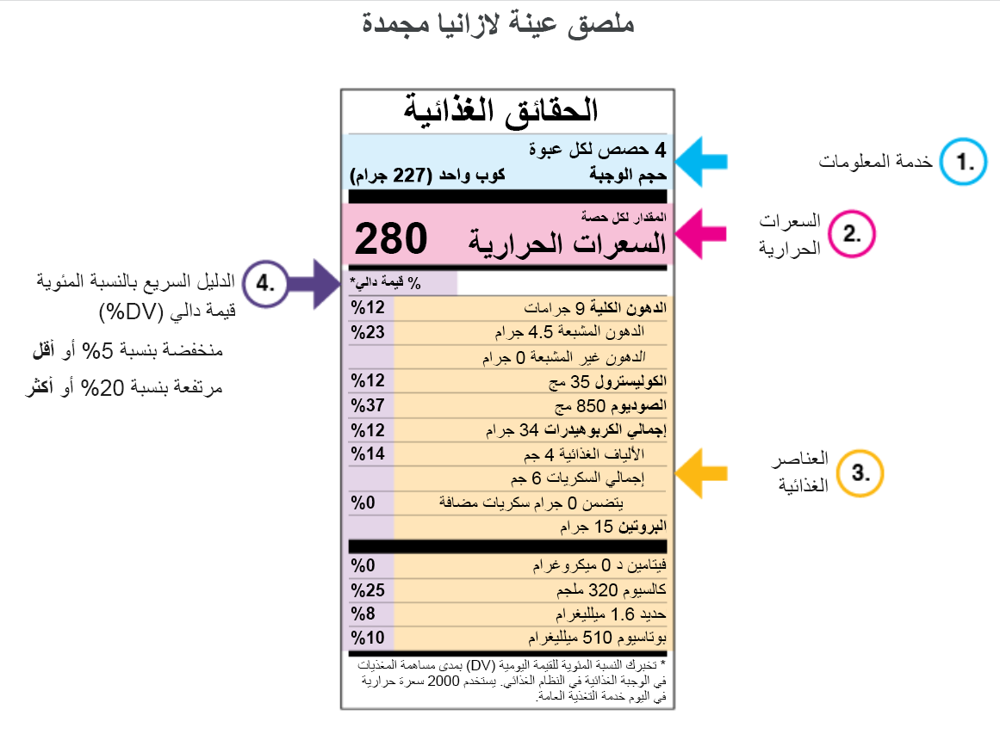 ملصق عينة لازانيا مجمدة
الحقائق الغذائية
4 حصص لكل عبوة
حجم الوجبة كوب واحد (227 جرام)
1. خدمة المعلومات
المقدار لكل حصة
السعرات الحرارية 280
2. السعرات
الحرارية
% قيمة دالي*
4. الدليل السريع بالنسبة المئوية
قيمة دالي (DV%)
منخفضة بنسبة 5% أو أقل
مرتفعة بنسبة 20% أو أكثر
الدهون الكلية 9 جرامات %12
الدهون المشبعة 4.5 جرام %23
الدهون غير المشبعة 0 جرام
الكوليسترول 35 مج %12
الصوديوم 850 مج %37
إجمالي الكربوهيدرات 34 جرام %12
الألياف الغذائية 4 جم %14
إجمالي السكريات 6 جم
يتضمن 0 جرام سكريات مضافة %0
البروتين 15 جرام
3. العناصر
الغذائية
فيتامين د 0 ميكروغرام %0
كالسيوم 320 ملجم %25
حديد 1.6 ميلليغرام %8
بوتاسيوم 510 ميلليغرام %10
* تخبرك النسبة المئوية للقيمة اليومية (DV) بمدى مساهمة المغذيات
في الوجبة الغذائية في النظام الغذائي. يستخدم 2000 سعرة حرارية
في اليوم خدمة التغذية العامة.